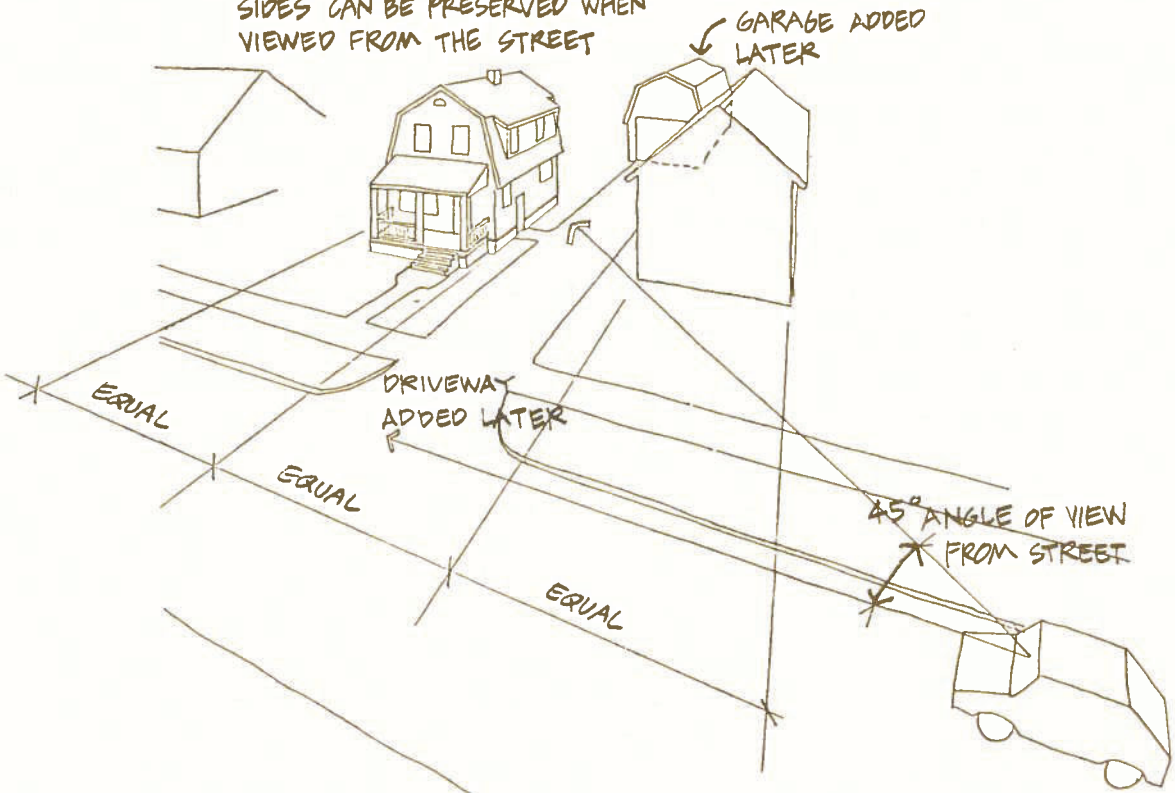 SIDES CAN BE PRESERVED WHEN
VIEWED FROM THE STREET
GARAGE ADDED
LATER
EQUAL
DRIVEWAY
ADDED LATER
EQUAL
45° ANGLE OF VIEW
FROM STREET
EQUAL